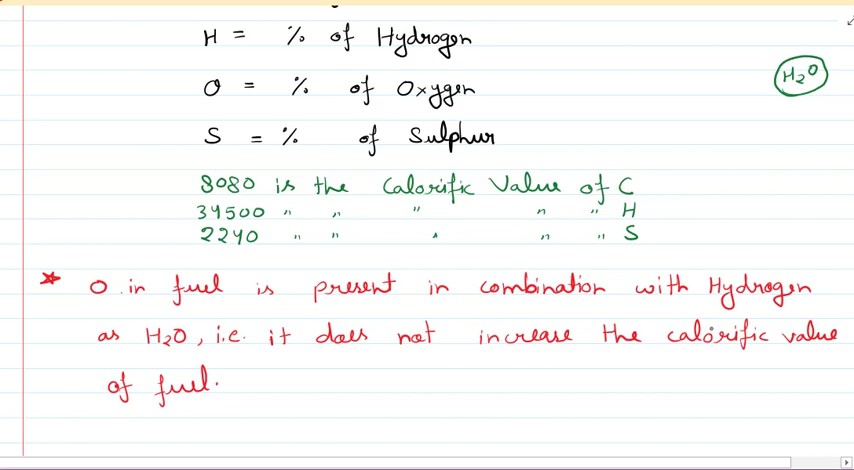 H = % of Hydrogen
H2O
O = % of Oxygen
S = % of Sulphur
8080 is the Calorific Value of C
34500 " " " " " H
2240 " " " " " S
* O in fuel is present in combination with Hydrogen
as H2O, i.e. it does not increase the calorific value
of fuel.